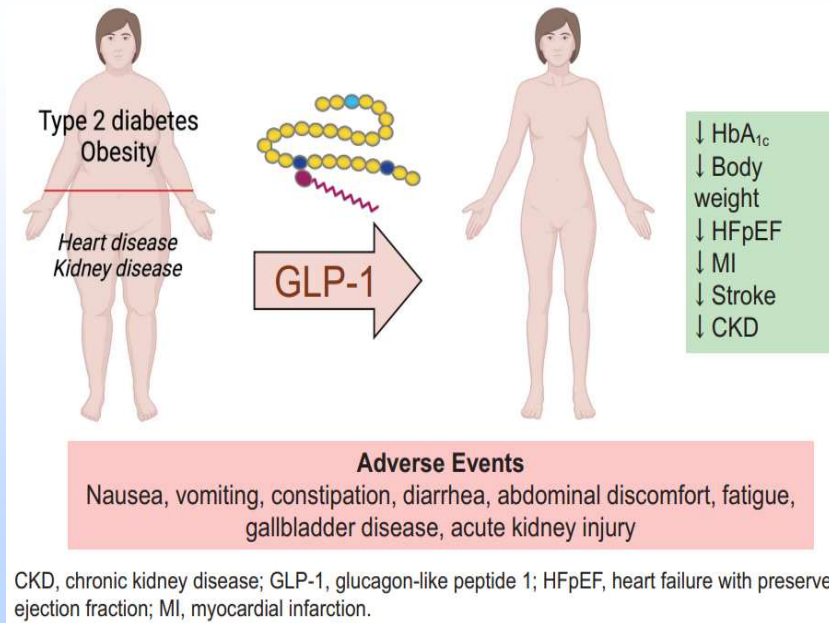 Type 2 diabetes
Obesity
Heart disease
Kidney disease
GLP-1
↓ HbA1c
↓ Body
weight
↓ HFpEF
↓ MI
↓ Stroke
↓ CKD
Adverse Events
Nausea, vomiting, constipation, diarrhea, abdominal discomfort, fatigue,
gallbladder disease, acute kidney injury
CKD, chronic kidney disease; GLP-1, glucagon-like peptide 1; HFpEF, heart failure with preserve
ejection fraction; MI, myocardial infarction.